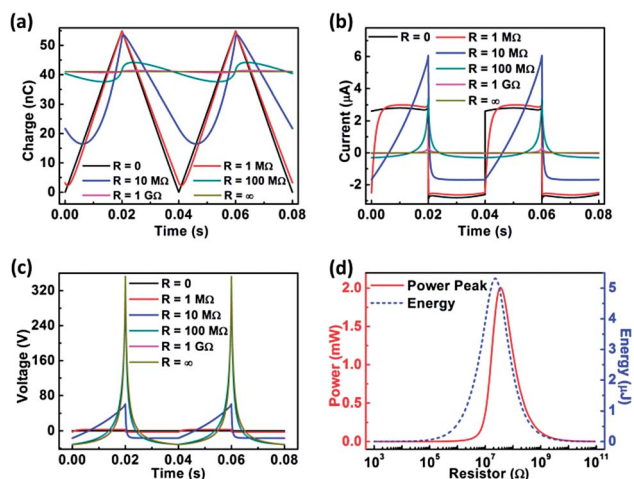 (a)
Charge (nC)
50
40
30
20
10
0
R = 0
R = 1 MΩ
R = 10 MΩ
R = 100 MΩ
R = 1 GΩ
R = ∞
0.00 0.02 0.04 0.06 0.08
Time (s)
(b)
Current (μA)
8
6
4
2
0
-2
R = 0
R = 1 MΩ
R = 10 MΩ
R = 100 MΩ
R = 1 GΩ
R = ∞
0.00 0.02 0.04 0.06 0.08
Time (s)
(c)
Voltage (V)
320
240
160
80
0
R = 0
R = 1 MΩ
R = 10 MΩ
R = 100 MΩ
R = 1 GΩ
R = ∞
0.00 0.02 0.04 0.06 0.08
Time (s)
(d)
Power (mW)
2.0
1.5
1.0
0.5
0.0
Power Peak
Energy
Energy (μJ)
5
4
3
2
1
0
10³ 10⁵ 10⁷ 10⁹ 10¹¹
Resistor (Ω)